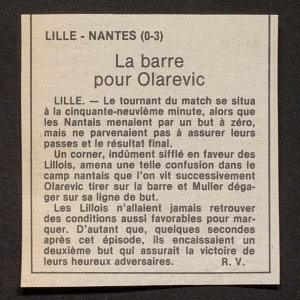 LILLE - NANTES (0-3)
La barre
pour Olarevic
LILLE. — Le tournant du match se situa
à la cinquante-neuvième minute, alors que
les Nantais menaient par un but à zéro,
mais ne parvenaient pas à assurer leurs
passes et le résultat final.
Un corner, indûment sifflé en faveur des
Lillois, amena une telle confusion dans le
camp nantais que l'on vit successivement
Olarevic tirer sur la barre et Muller déga-
ger sur sa ligne de but.
Les Lillois n'allaient jamais retrouver
des conditions aussi favorables pour mar-
quer. D'autant que, quelques secondes
après cet épisode, ils encaissaient un
deuxième but qui assurait la victoire de
leurs heureux adversaires. R. V.